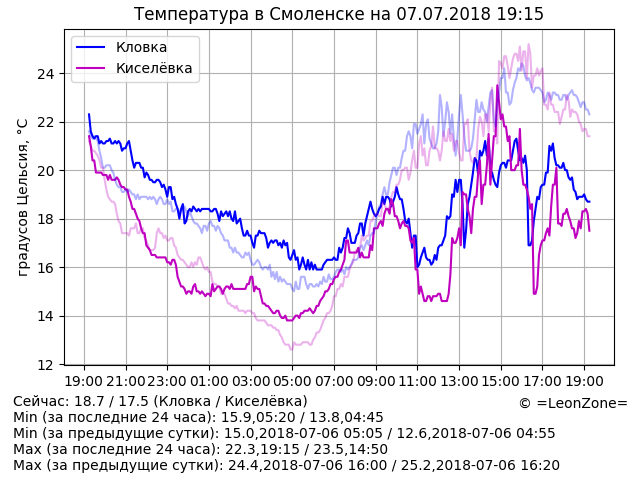 Температура в Смоленске на 07.07.2018 19:15
Кловка
Киселёвка
градусов Цельсия, °C
24
22
20
18
16
14
12
19:00 21:00 23:00 01:00 03:00 05:00 07:00 09:00 11:00 13:00 15:00 17:00 19:00
Сейчас: 18.7 / 17.5 (Кловка / Киселёвка)
© =LeonZone=
Min (за последние 24 часа): 15.9,05:20 / 13.8,04:45
Min (за предыдущие сутки): 15.0,2018-07-06 05:05 / 12.6,2018-07-06 04:55
Max (за последние 24 часа): 22.3,19:15 / 23.5,14:50
Max (за предыдущие сутки): 24.4,2018-07-06 16:00 / 25.2,2018-07-06 16:20